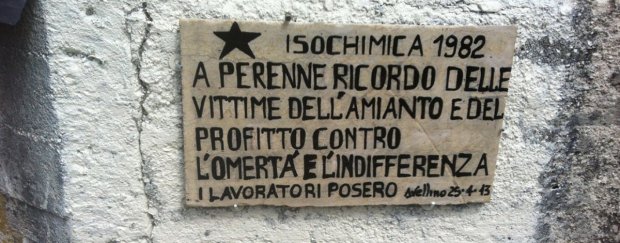 ISOCHIMICA 1982
A PERENNE RICORDO DELLE
VITTIME DELL'AMIANTO E DEL
PROFITTO CONTRO
L'OMERTÀ E L'INDIFFERENZA
I LAVORATORI POSERO Avellino 25-4-13